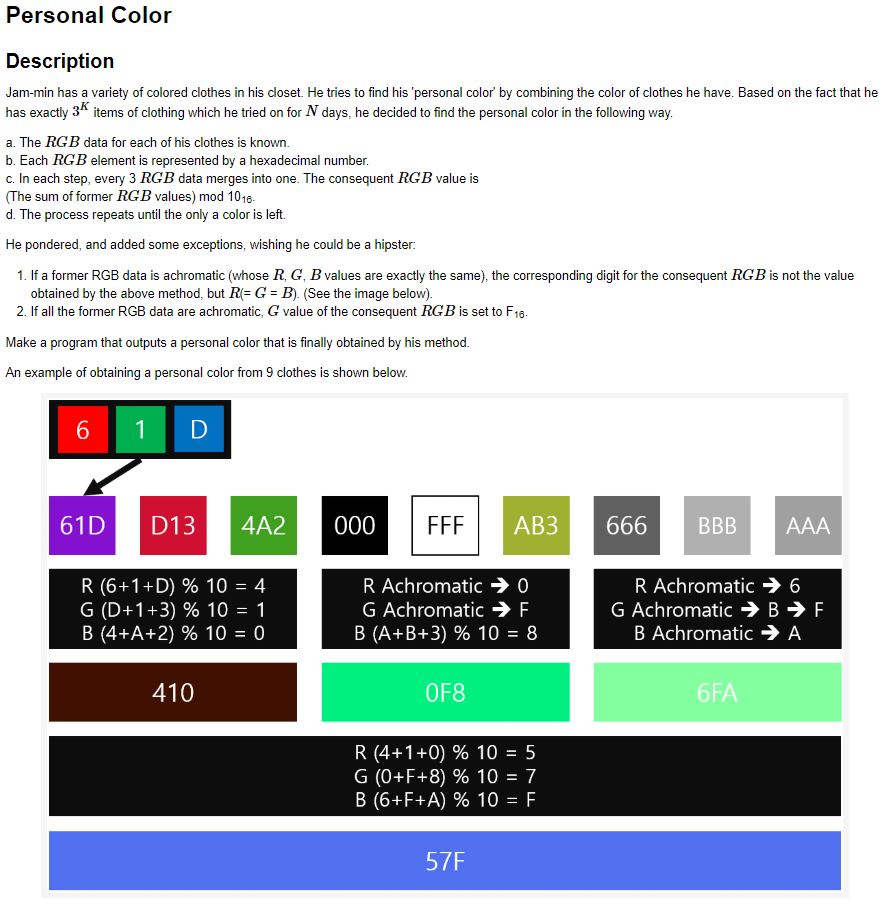 Personal Color
Description
Jam-min has a variety of colored clothes in his closet. He tries to find his 'personal color' by combining the color of clothes he have. Based on the fact that he
has exactly 3^K items of clothing which he tried on for N days, he decided to find the personal color in the following way.
a. The RGB data for each of his clothes is known.
b. Each RGB element is represented by a hexadecimal number.
c. In each step, every 3 RGB data merges into one. The consequent RGB value is
(The sum of former RGB values) mod 10₁₆.
d. The process repeats until the only a color is left.
He pondered, and added some exceptions, wishing he could be a hipster:
1. If a former RGB data is achromatic (whose R, G, B values are exactly the same), the corresponding digit for the consequent RGB is not the value
obtained by the above method, but R(= G = B). (See the image below).
2. If all the former RGB data are achromatic, G value of the consequent RGB is set to F₁₆.
Make a program that outputs a personal color that is finally obtained by his method.
An example of obtaining a personal color from 9 clothes is shown below.
6 1 D
61D D13 4A2 000 FFF AB3 666 BBB AAA
R (6+1+D) % 10 = 4
G (D+1+3) % 10 = 1
B (4+A+2) % 10 = 0
R Achromatic ➔ 0
G Achromatic ➔ F
B (A+B+3) % 10 = 8
R Achromatic ➔ 6
G Achromatic ➔ B ➔ F
B Achromatic ➔ A
410 0F8 6FA
R (4+1+0) % 10 = 5
G (0+F+8) % 10 = 7
B (6+F+A) % 10 = F
57F